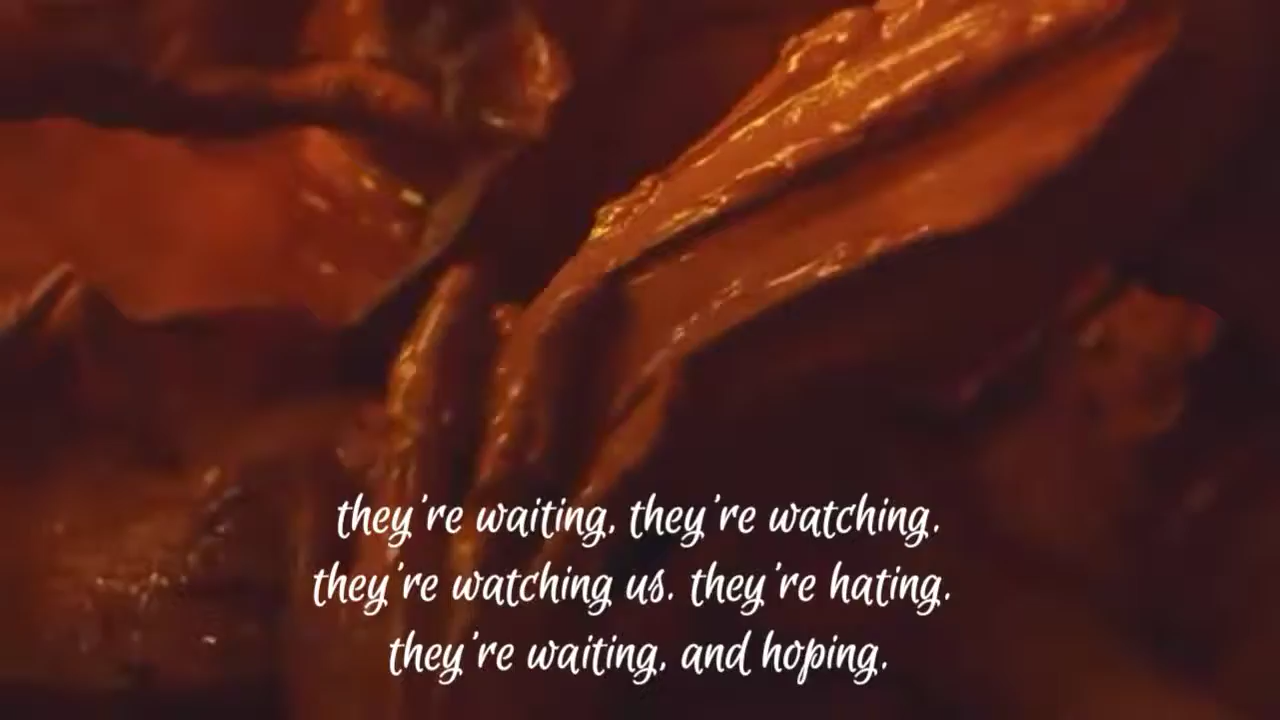 they're waiting, they're watching,
they're watching us, they're hating,
they're waiting, and hoping.